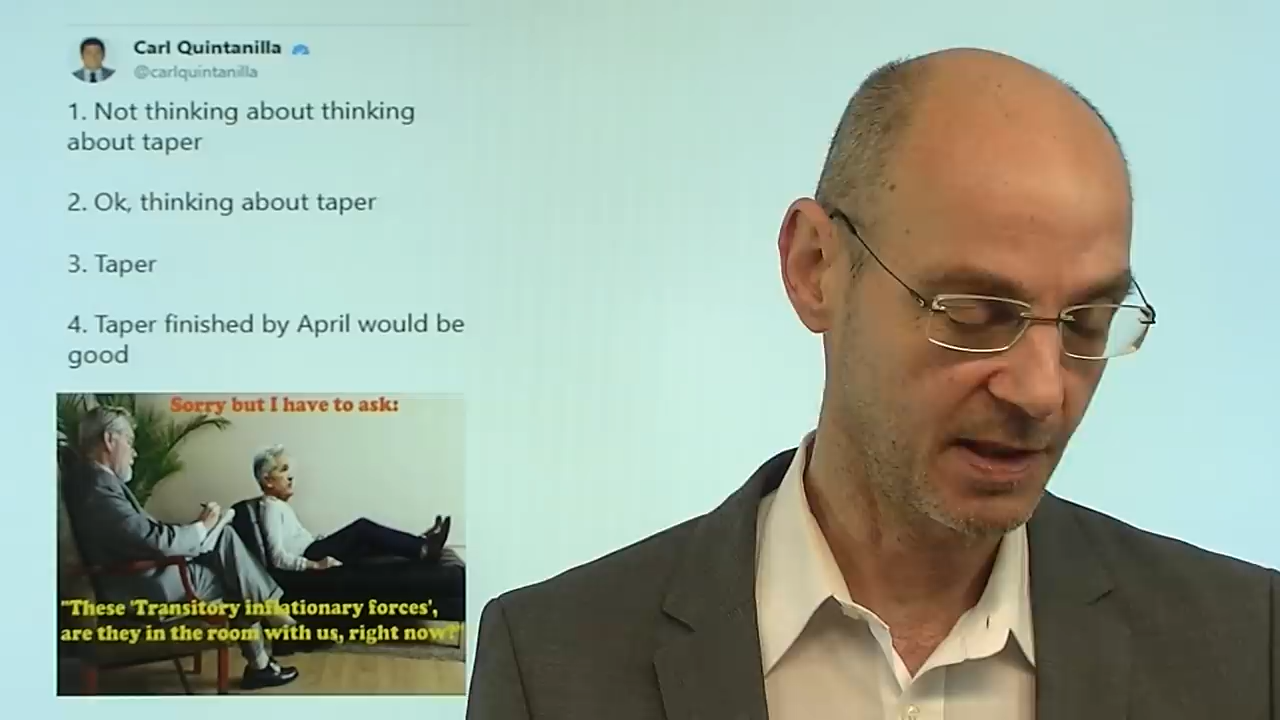 Carl Quintanilla
@carlquintanilla
1. Not thinking about thinking
about taper
2. Ok, thinking about taper
3. Taper
4. Taper finished by April would be
good
Sorry but I have to ask:
"These 'Transitory inflationary forces',
are they in the room with us, right now?"